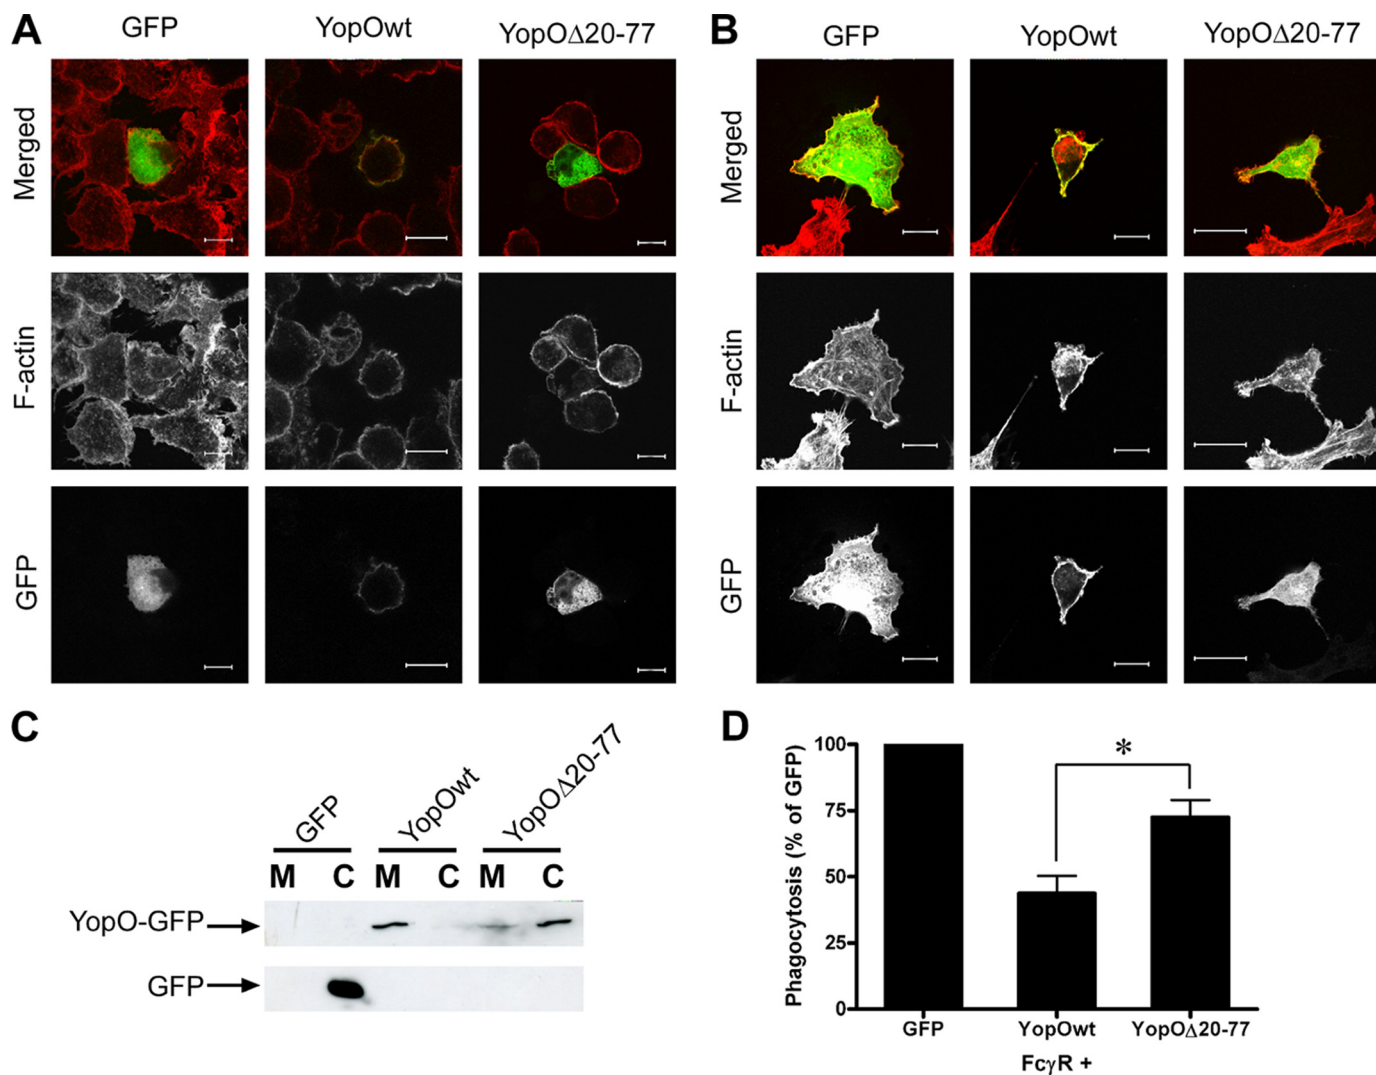 A
GFP
YopOwt
YopOΔ20-77
Merged
F-actin
GFP
B
GFP
YopOwt
YopOΔ20-77
Merged
F-actin
GFP
C
GFP
YopOwt
YopOΔ20-77
M C M C M C
YopO-GFP
GFP
D
Phagocytosis (% of GFP)
100
75
50
25
0
*
GFP
YopOwt
YopOΔ20-77
FcγR +